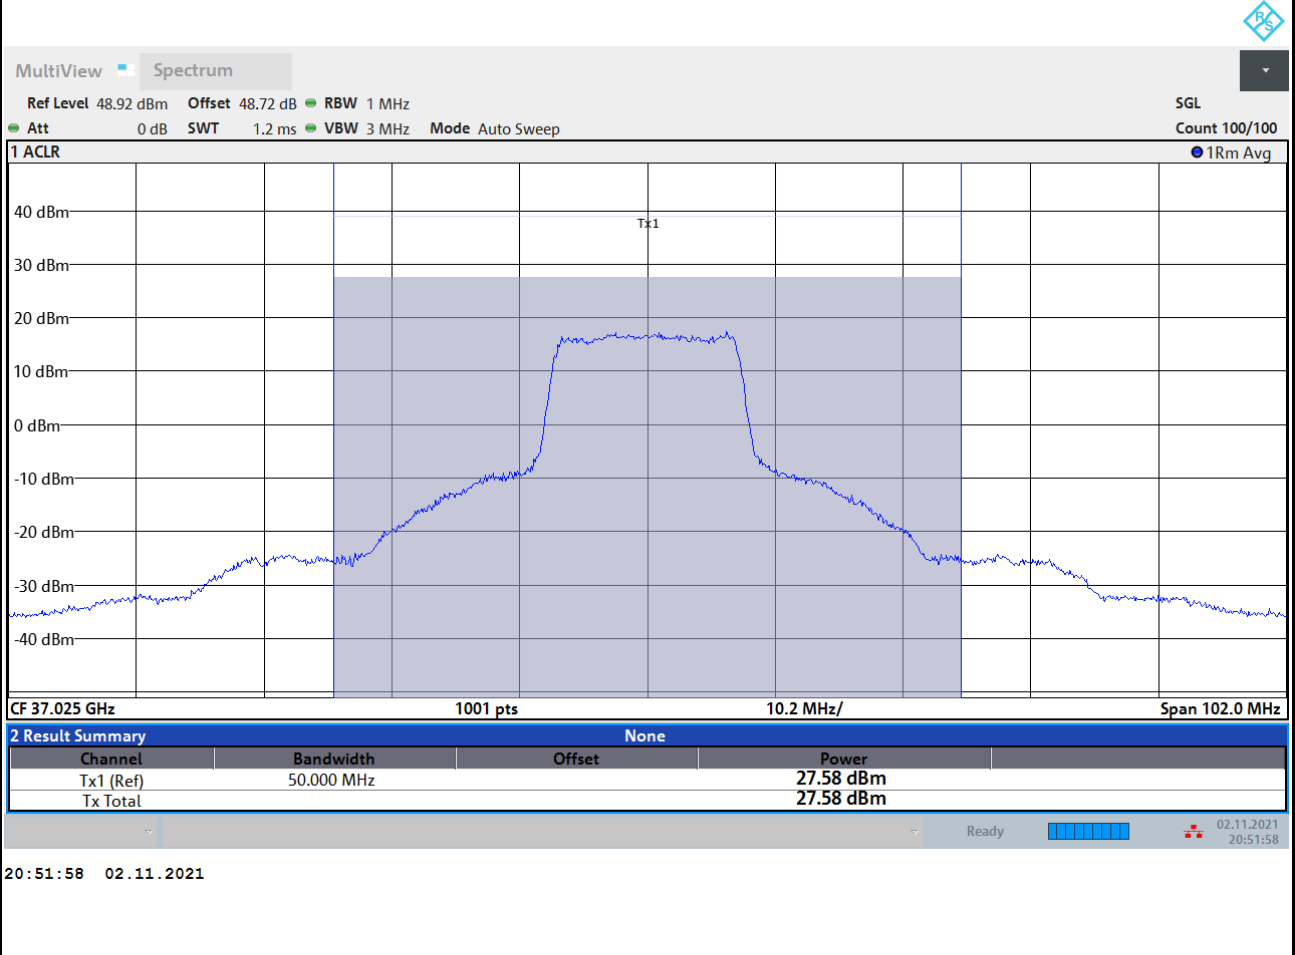 R S
MultiView Spectrum
Ref Level 48.92 dBm Offset 48.72 dB RBW 1 MHz SGL
Att 0 dB SWT 1.2 ms VBW 3 MHz Mode Auto Sweep Count 100/100
1 ACLR 1Rm Avg
40 dBm
Tx1
30 dBm
20 dBm
10 dBm
0 dBm
-10 dBm
-20 dBm
-30 dBm
-40 dBm
CF 37.025 GHz 1001 pts 10.2 MHz/ Span 102.0 MHz
2 Result Summary None
Channel Bandwidth Offset Power
Tx1 (Ref) 50.000 MHz 27.58 dBm
Tx Total 27.58 dBm
Ready 02.11.2021
20:51:58
20:51:58 02.11.2021